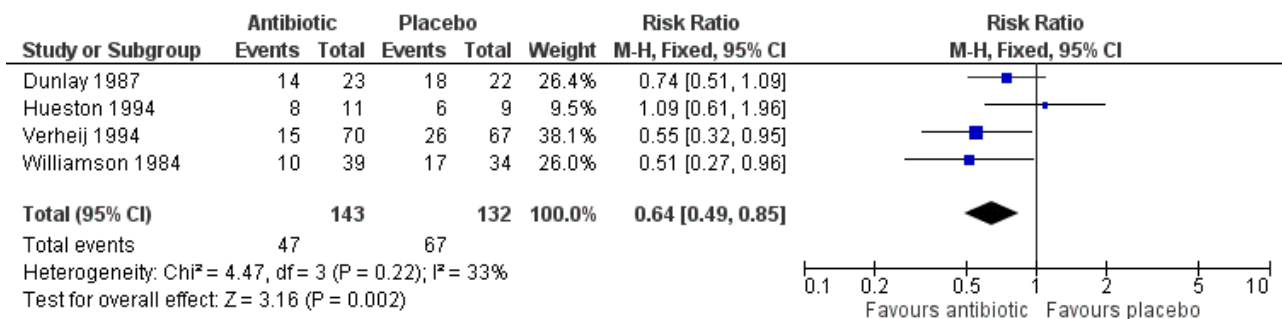 Antibiotic Placebo Risk Ratio Risk Ratio
Study or Subgroup Events Total Events Total Weight M-H, Fixed, 95% CI M-H, Fixed, 95% CI
Dunlay 1987 14 23 18 22 26.4% 0.74 [0.51, 1.09]
Hueston 1994 8 11 6 9 9.5% 1.09 [0.61, 1.96]
Verheij 1994 15 70 26 67 38.1% 0.55 [0.32, 0.95]
Williamson 1984 10 39 17 34 26.0% 0.51 [0.27, 0.96]
Total (95% CI) 143 132 100.0% 0.64 [0.49, 0.85]
Total events 47 67
Heterogeneity: Chi² = 4.47, df = 3 (P = 0.22); I² = 33%
Test for overall effect: Z = 3.16 (P = 0.002)
0.1 0.2 0.5 1 2 5 10
Favours antibiotic Favours placebo